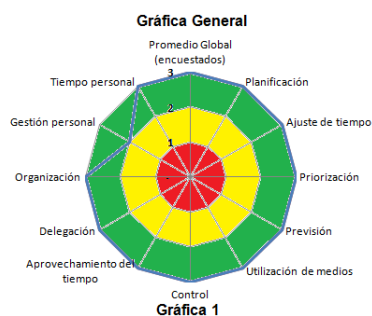 Gráfica General
Promedio Global
(encuestados)
Tiempo personal
Planificación
Gestión personal
Ajuste de tiempo
Organización
Priorización
Delegación
Previsión
Aprovechamiento del
tiempo
Utilización de medios
Control
3
2
1
-
Gráfica 1